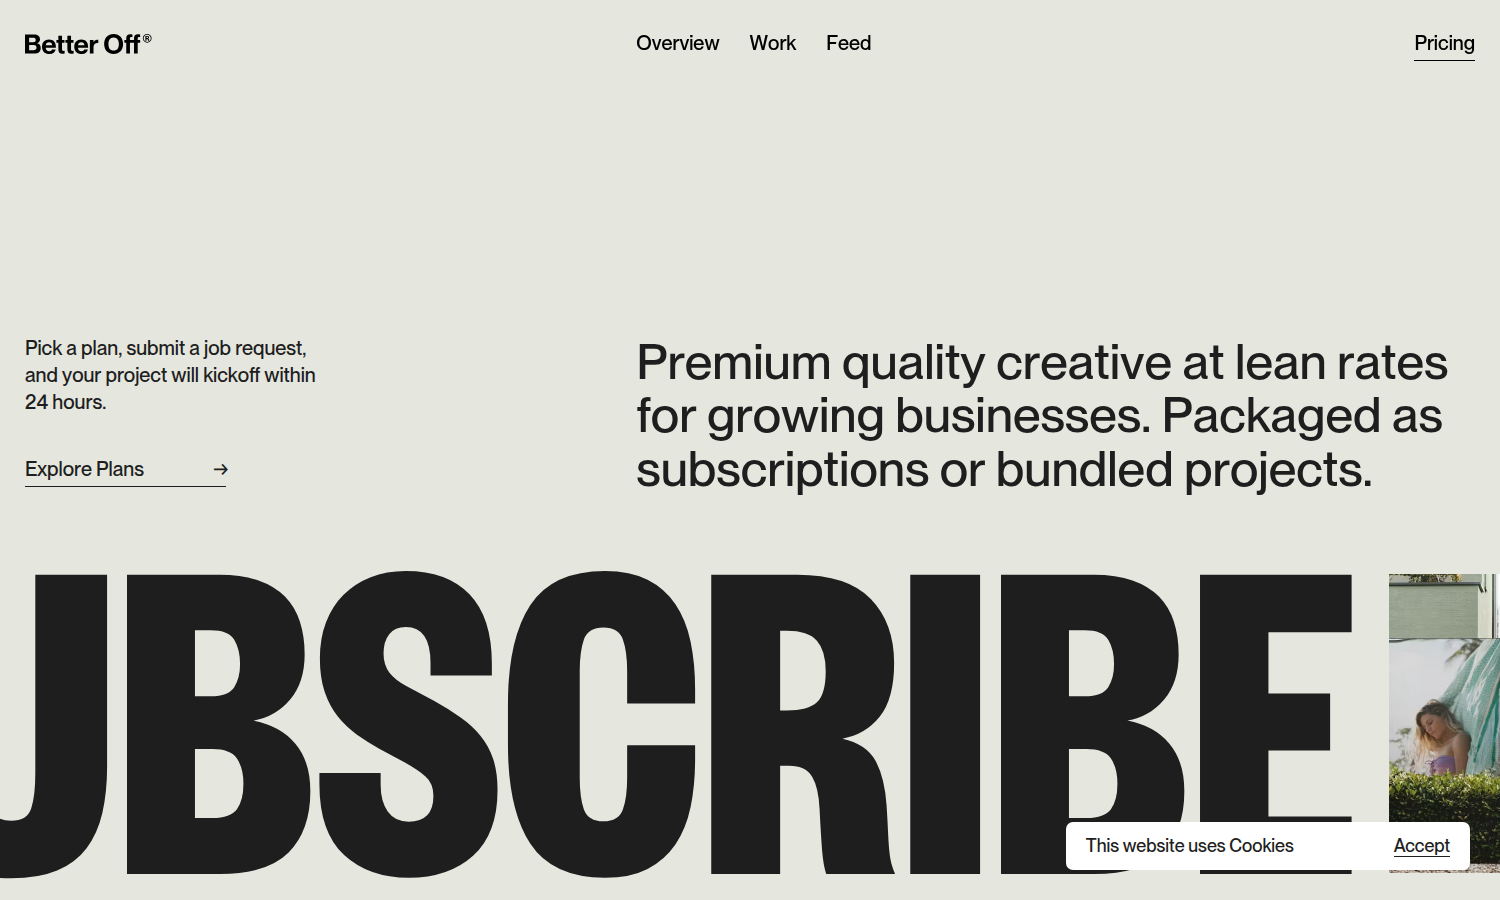 Better Off®
Overview Work Feed
Pricing
Pick a plan, submit a job request,
and your project will kickoff within
24 hours.
Explore Plans →
Premium quality creative at lean rates
for growing businesses. Packaged as
subscriptions or bundled projects.
UBSCRIBE
This website uses Cookies
Accept